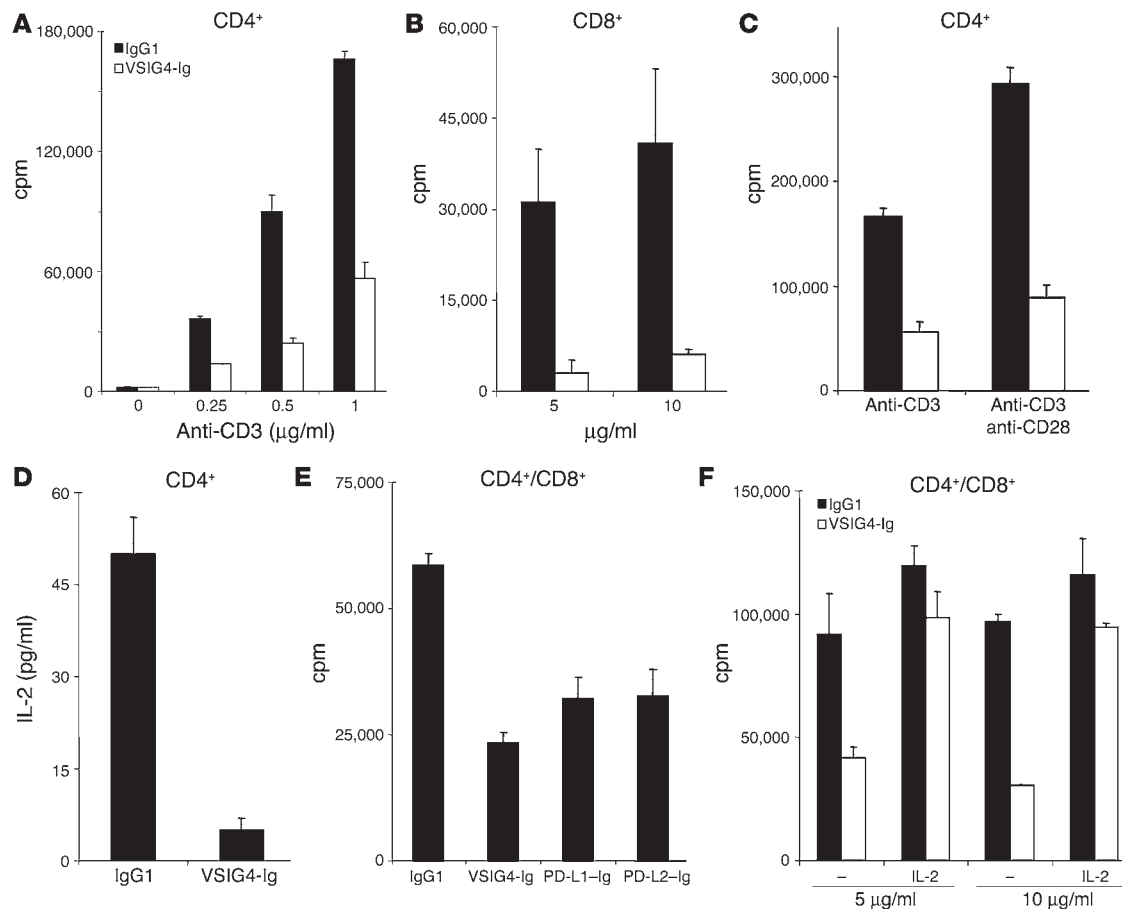 A
CD4⁺
180,000
120,000
60,000
0
cpm
IgG1
VSIG4-Ig
0
0.25
0.5
1
Anti-CD3 (μg/ml)
B
CD8⁺
60,000
45,000
30,000
15,000
0
cpm
5
10
μg/ml
C
CD4⁺
300,000
200,000
100,000
0
cpm
Anti-CD3
Anti-CD3
anti-CD28
D
CD4⁺
60
45
30
15
0
IL-2 (pg/ml)
IgG1
VSIG4-Ig
E
CD4⁺/CD8⁺
75,000
50,000
25,000
0
cpm
IgG1
VSIG4-Ig
PD-L1–Ig
PD-L2–Ig
F
CD4⁺/CD8⁺
150,000
100,000
50,000
0
cpm
IgG1
VSIG4-Ig
–
IL-2
–
IL-2
5 μg/ml
10 μg/ml